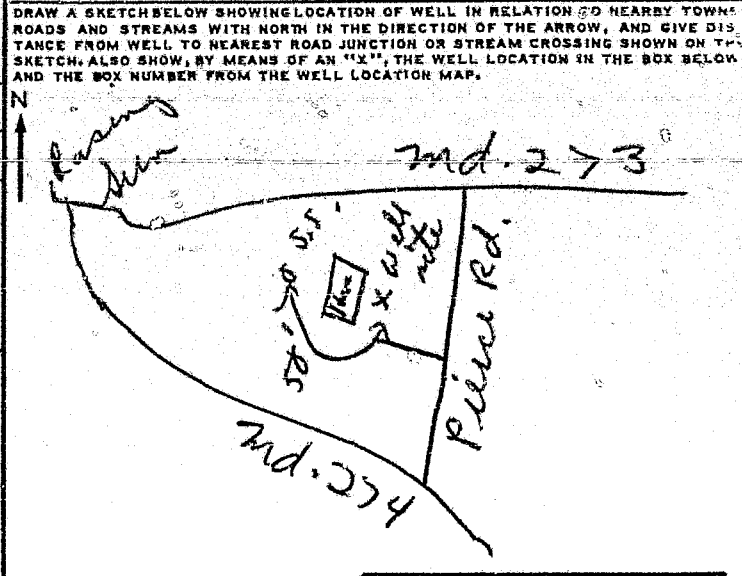 DRAW A SKETCH BELOW SHOWING LOCATION OF WELL IN RELATION TO NEARBY TOWNS
ROADS AND STREAMS WITH NORTH IN THE DIRECTION OF THE ARROW, AND GIVE DIS
TANCE FROM WELL TO NEAREST ROAD JUNCTION OR STREAM CROSSING SHOWN ON THE
SKETCH. ALSO SHOW, BY MEANS OF AN "X", THE WELL LOCATION IN THE BOX BELOW
AND THE BOX NUMBER FROM THE WELL LOCATION MAP.
N
Rising
Sun
Md. 273
S.S.
X well
site
50'
Pierce Rd.
Md. 274